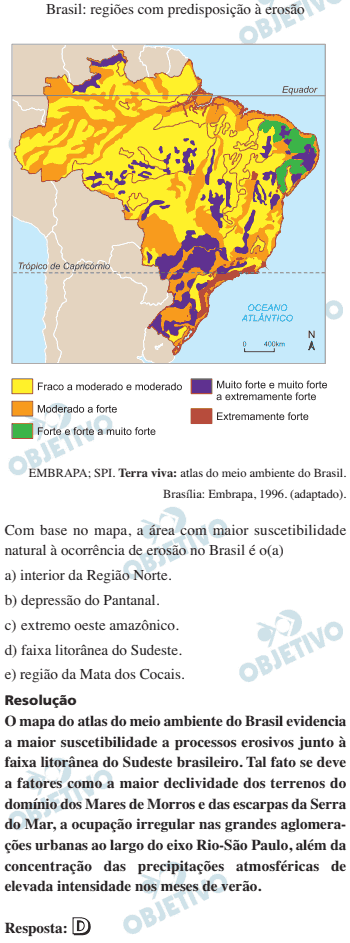 Brasil: regiões com predisposição à erosão
Equador
Trópico de Capricórnio
OCEANO
ATLÂNTICO
N
0 400km
Fraco a moderado e moderado
Moderado a forte
Forte e forte a muito forte
Muito forte e muito forte
a extremamente forte
Extremamente forte
EMBRAPA; SPI. Terra viva: atlas do meio ambiente do Brasil.
Brasília: Embrapa, 1996. (adaptado).
Com base no mapa, a área com maior suscetibilidade
natural à ocorrência de erosão no Brasil é o(a)
a) interior da Região Norte.
b) depressão do Pantanal.
c) extremo oeste amazônico.
d) faixa litorânea do Sudeste.
e) região da Mata dos Cocais.
Resolução
O mapa do atlas do meio ambiente do Brasil evidencia
a maior suscetibilidade a processos erosivos junto à
faixa litorânea do Sudeste brasileiro. Tal fato se deve
a fatores como a maior declividade dos terrenos do
domínio dos Mares de Morros e das escarpas da Serra
do Mar, a ocupação irregular nas grandes aglomera-
ções urbanas ao largo do eixo Rio-São Paulo, além da
concentração das precipitações atmosféricas de
elevada intensidade nos meses de verão.
Resposta: D
OBJETIVO
OBJETIVO
OBJETIVO
OBJETIVO
OBJETIVO
OBJETIVO